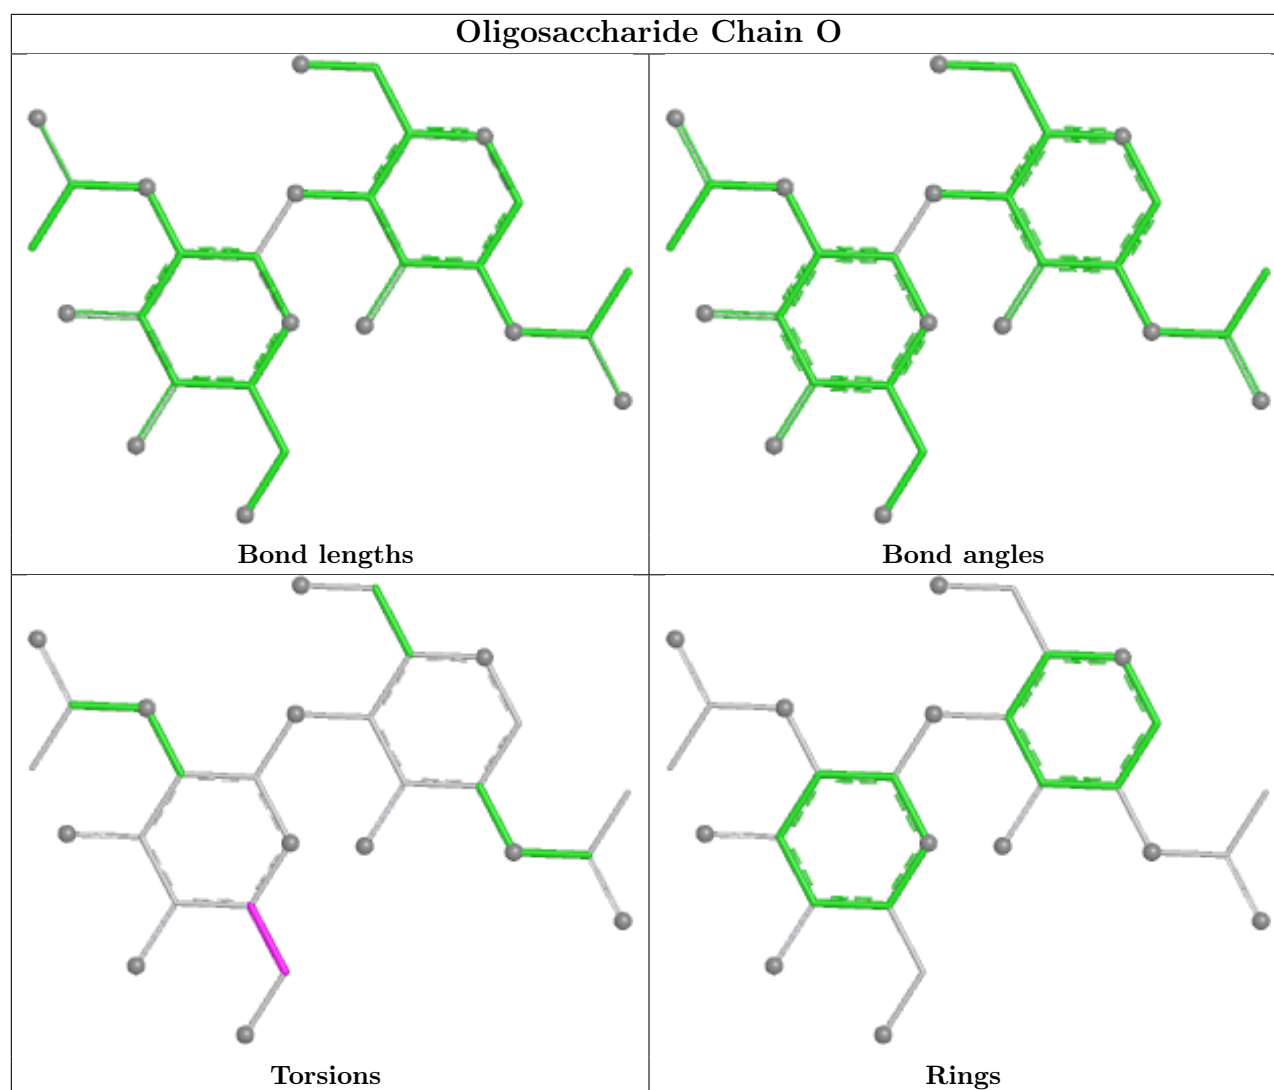 Oligosaccharide Chain O
Bond lengths
Bond angles
Torsions
Rings